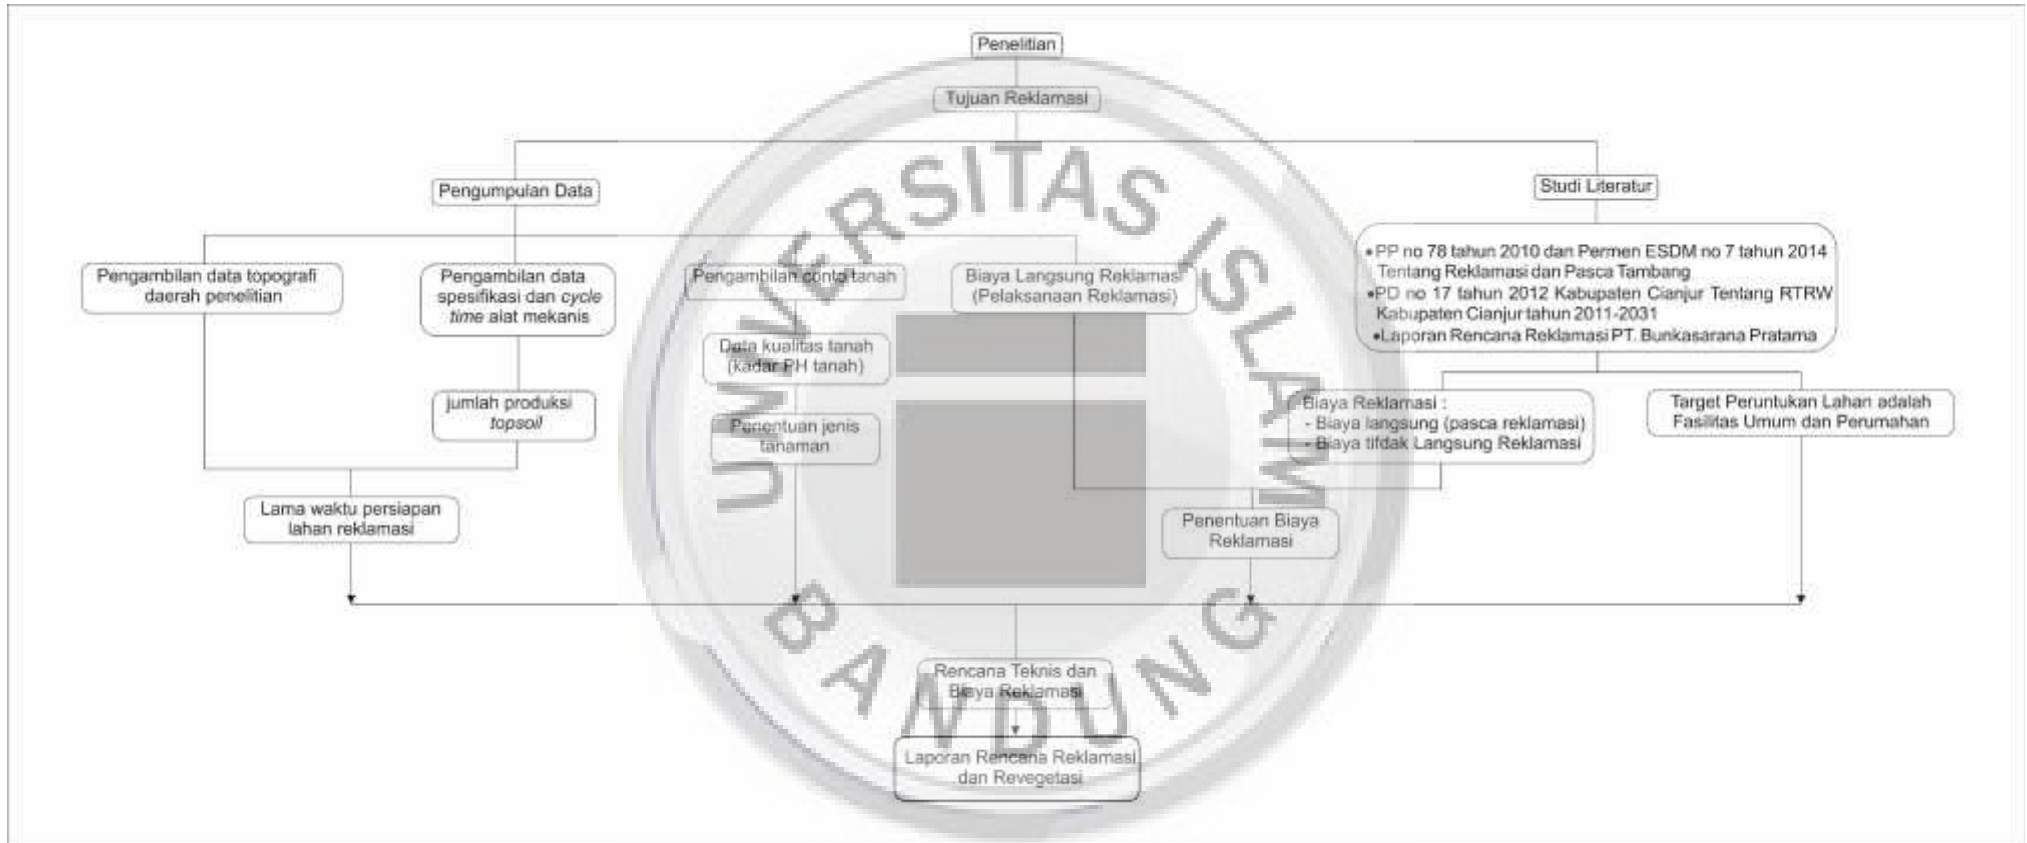 Penelitian
Tujuan Reklamasi
Pengumpulan Data
Studi Literatur
Pengambilan data topografi
daerah penelitian
Pengambilan data
spesifikasi dan cycle
time alat mekanis
Pengambilan conto tanah
Biaya Langsung Reklamasi
(Pelaksanaan Reklamasi)
•PP no 78 tahun 2010 dan Permen ESDM no 7 tahun 2014
Tentang Reklamasi dan Pasca Tambang
•PD no 17 tahun 2012 Kabupaten Cianjur Tentang RTRW
Kabupaten Cianjur tahun 2011-2031
•Laporan Rencana Reklamasi PT. Bunkasarana Pratama
Data kualitas tanah
(kadar PH tanah)
jumlah produksi
topsoil
Penentuan jenis
tanaman
Biaya Reklamasi :
- Biaya langsung (pasca reklamasi)
- Biaya tifdak Langsung Reklamasi
Target Peruntukan Lahan adalah
Fasilitas Umum dan Perumahan
Lama waktu persiapan
lahan reklamasi
Penentuan Biaya
Reklamasi
Rencana Teknis dan
Biaya Reklamasi
Laporan Rencana Reklamasi
dan Revegetasi
UNIVERSITAS ISLAM
BANDUNG